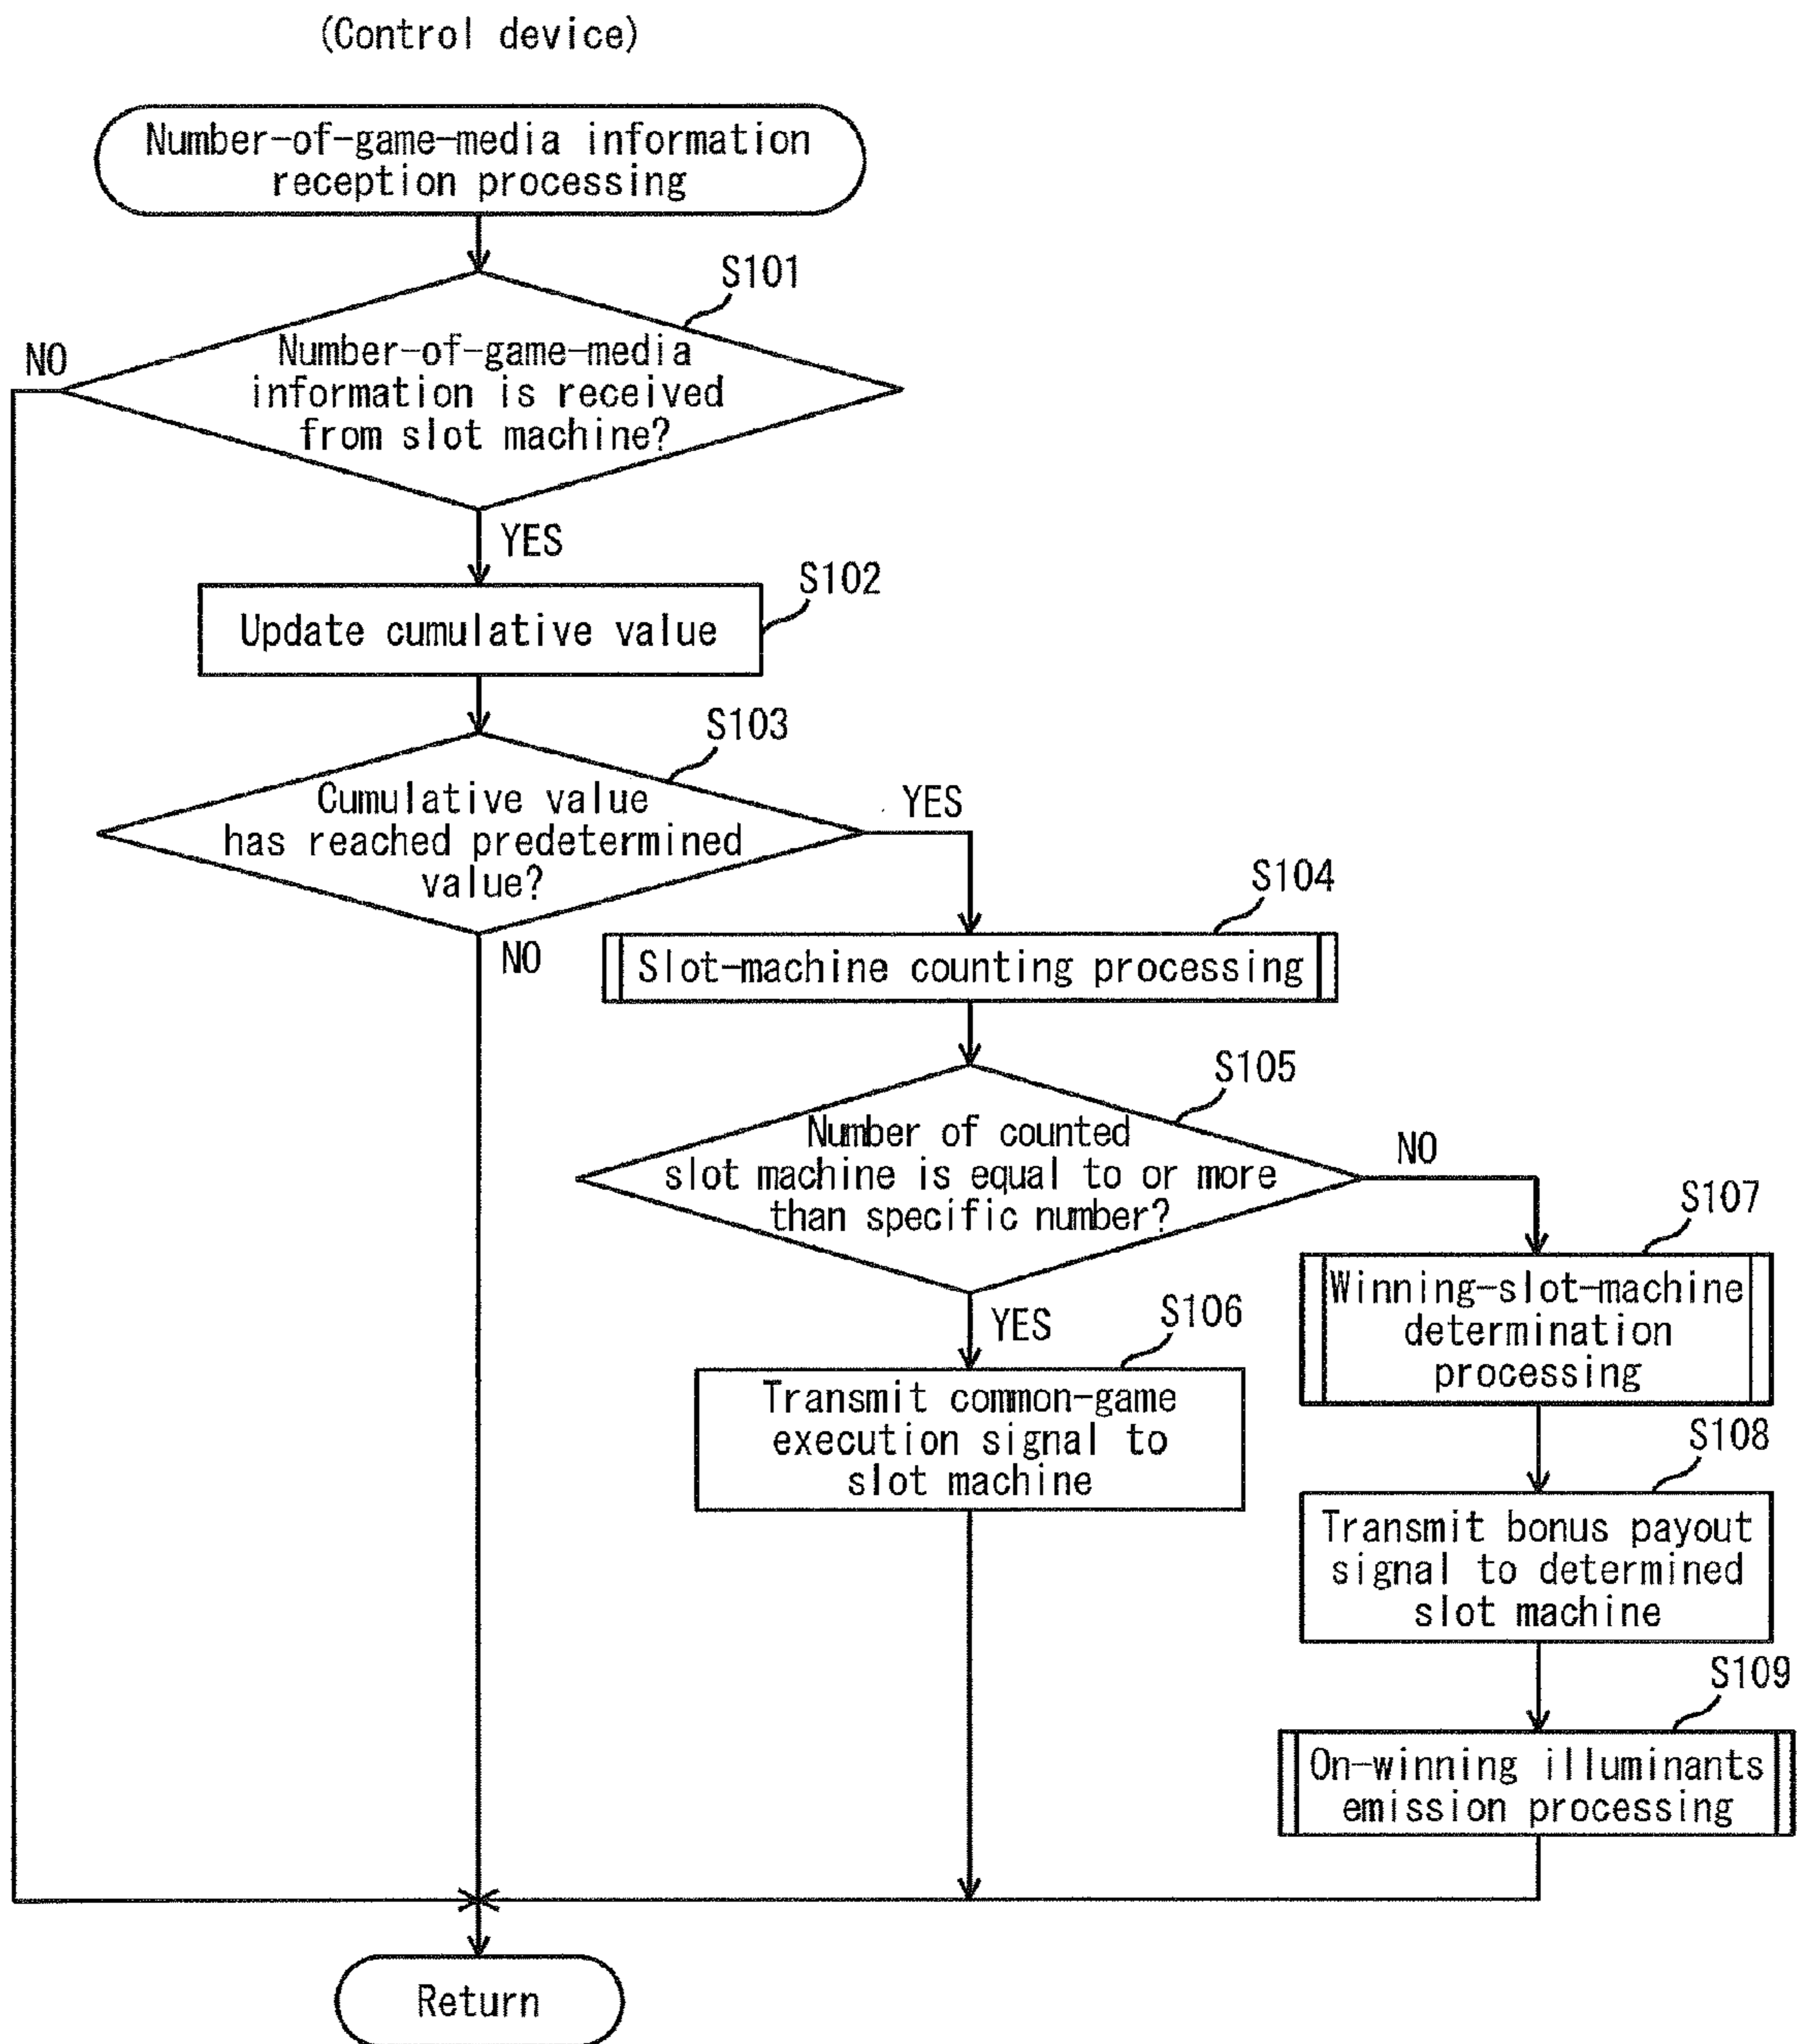 (Control device)
Number-of-game-media information
reception processing
S101
Number-of-game-media
information is received
from slot machine?
NO
YES
S102
Update cumulative value
S103
Cumulative value
has reached predetermined
value?
YES
NO
S104
Slot-machine counting processing
S105
Number of counted
slot machine is equal to or more
than specific number?
NO
YES
S106
Transmit common-game
execution signal to
slot machine
S107
Winning-slot-machine
determination
processing
S108
Transmit bonus payout
signal to determined
slot machine
S109
On-winning illuminants
emission processing
Return